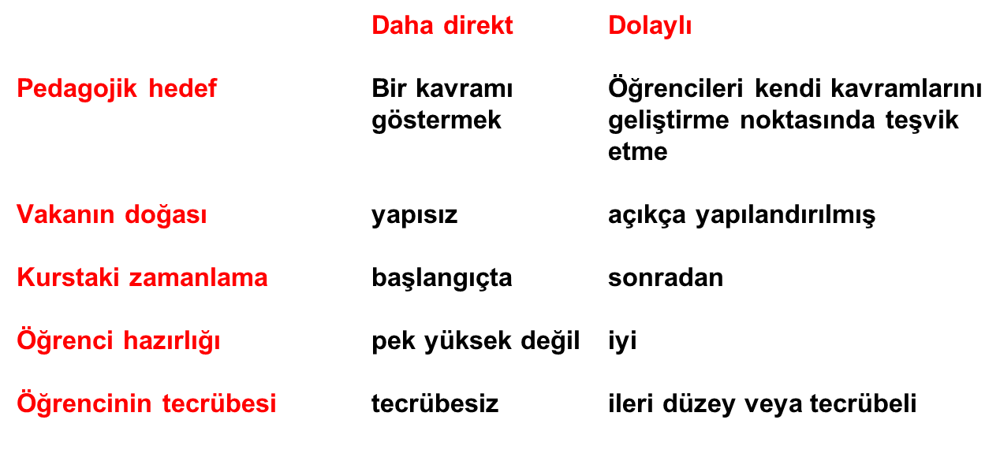 Daha direkt Dolaylı
Pedagojik hedef Bir kavramı Öğrencileri kendi kavramlarını
göstermek geliştirme noktasında teşvik
etme
Vakanın doğası yapısız açıkça yapılandırılmış
Kurstaki zamanlama başlangıçta sonradan
Öğrenci hazırlığı pek yüksek değil iyi
Öğrencinin tecrübesi tecrübesiz ileri düzey veya tecrübeli